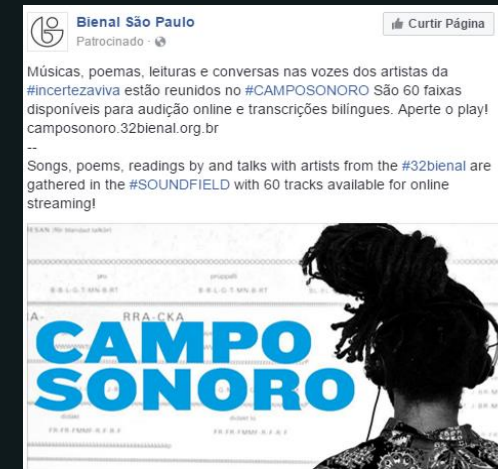 Bienal São Paulo
Curtir Página
Patrocinado ·
Músicas, poemas, leituras e conversas nas vozes dos artistas da
#incertezaviva estão reunidos no #CAMPOSONORO São 60 faixas
disponíveis para audição online e transcrições bilíngues. Aperte o play!
camposonoro.32bienal.org.br
--
Songs, poems, readings by and talks with artists from the #32bienal are
gathered in the #SOUNDFIELD with 60 tracks available for online
streaming!
RRA-CKA
CAMPO
SONORO